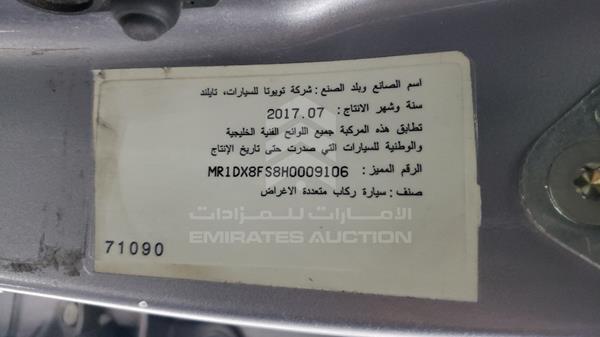 اسم الصانع وبلد الصنع : شركة تويوتا للسيارات، تايلند
سنة وشهر الانتاج : 2017.07
تطابق هذه المركبة جميع اللوائح الفنية الخليجية
والوطنية للسيارات التي صدرت حتى تاريخ الإنتاج
الرقم المميز : MR1DX8FS8H0009106
صنف : سيارة ركاب متعددة الاغراض
الامارات للمزادات
EMIRATES AUCTION
71090